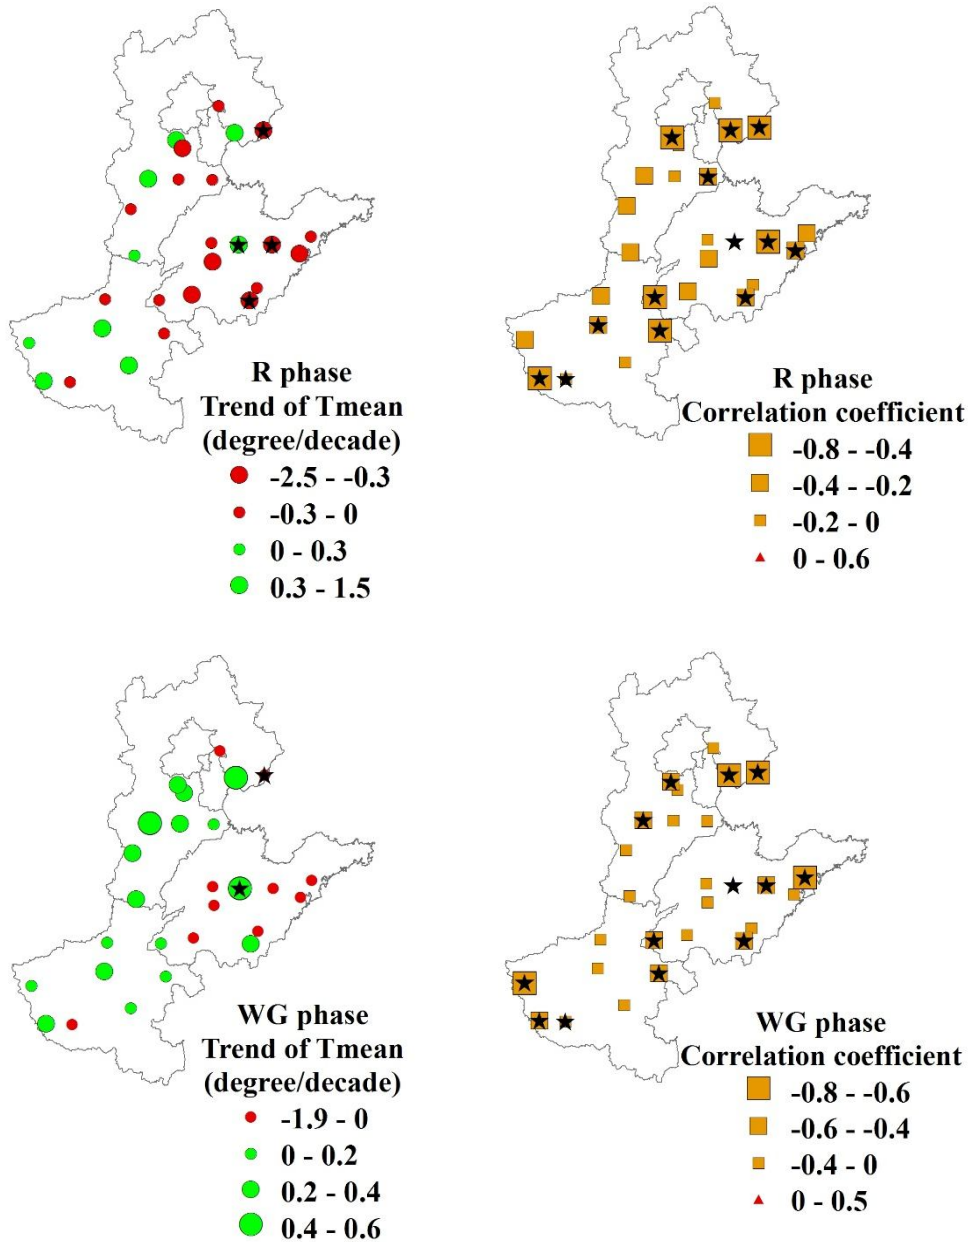 R phase
Trend of Tmean
(degree/decade)
-2.5 - -0.3
-0.3 - 0
0 - 0.3
0.3 - 1.5
R phase
Correlation coefficient
-0.8 - -0.4
-0.4 - -0.2
-0.2 - 0
0 - 0.6
WG phase
Trend of Tmean
(degree/decade)
-1.9 - 0
0 - 0.2
0.2 - 0.4
0.4 - 0.6
WG phase
Correlation coefficient
-0.8 - -0.6
-0.6 - -0.4
-0.4 - 0
0 - 0.5